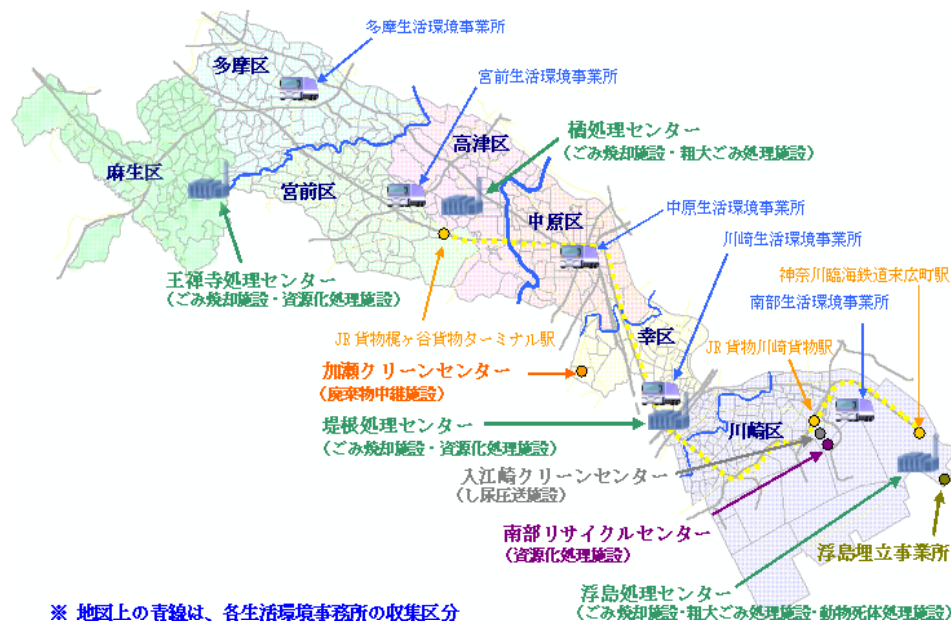 多摩生活環境事業所
多摩区
宮前生活環境事業所
高津区
橘処理センター
（ごみ焼却施設・粗大ごみ処理施設）
麻生区
宮前区
中原区
中原生活環境事業所
川崎生活環境事業所
神奈川臨海鉄道末広町駅
王禅寺処理センター
（ごみ焼却施設・資源化処理施設）
南部生活環境事業所
JR貨物梶ヶ谷貨物ターミナル駅
幸区
JR貨物川崎貨物駅
加瀬クリーンセンター
（廃棄物中継施設）
堤根処理センター
（ごみ焼却施設・資源化処理施設）
川崎区
入江崎クリーンセンター
（し尿圧送施設）
南部リサイクルセンター
（資源化処理施設）
浮島埋立事業所
浮島処理センター
（ごみ焼却施設・粗大ごみ処理施設・動物死体処理施設）
※ 地図上の青線は、各生活環境事務所の収集区分